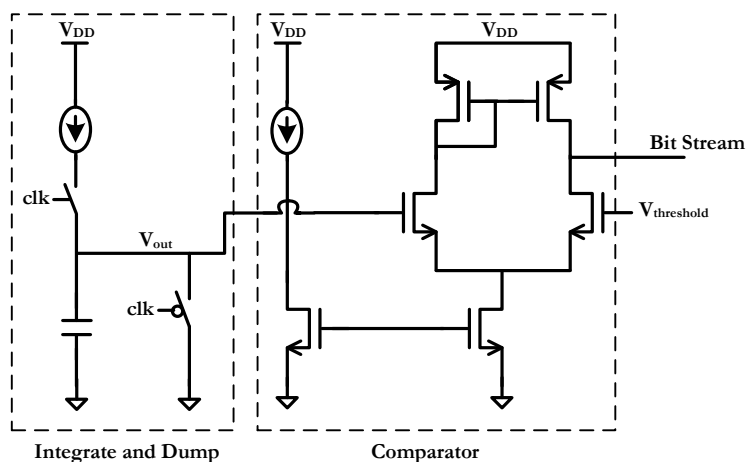 VDD
VDD
VDD
Bit Stream
clk
Vthreshold
Vout
clk
Integrate and Dump
Comparator